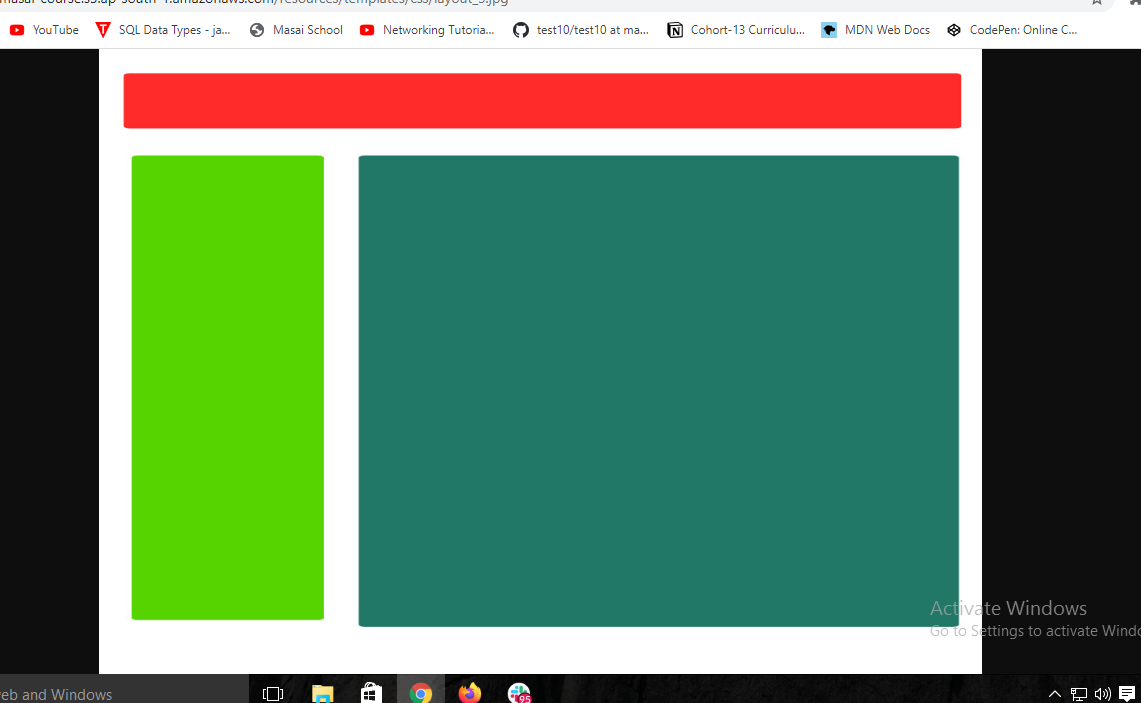 masai-course.s3.ap-south-1.amazonaws.com/resources/templates/css/layout_3.jpg
YouTube SQL Data Types - ja... Masai School Networking Tutoria... test10/test10 at ma... Cohort-13 Curriculu... MDN Web Docs CodePen: Online C...
Activate Windows
Go to Settings to activate Windo
eb and Windows
95